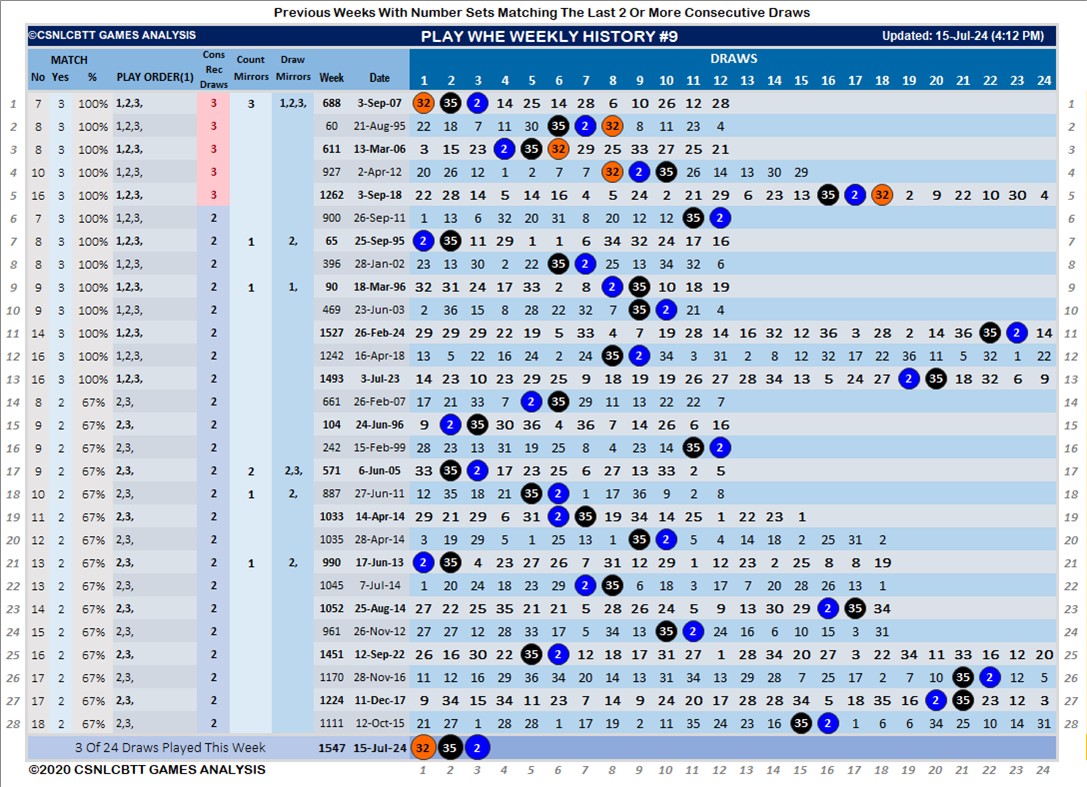 Previous Weeks With Number Sets Matching The Last 2 Or More Consecutive Draws
©CSNLCBTT GAMES ANALYSIS PLAY WHE WEEKLY HISTORY #9 Updated: 15-Jul-24 (4:12 PM)
MATCH Cons Rec Draws Count Mirrors Draw Mirrors DRAWS
No Yes % PLAY ORDER(1) Week Date 1 2 3 4 5 6 7 8 9 10 11 12 13 14 15 16 17 18 19 20 21 22 23 24
1 7 3 100% 1,2,3, 3 3 1,2,3, 688 3-Sep-07 32 35 2 14 25 14 28 6 10 26 12 28 1
2 8 3 100% 1,2,3, 3 60 21-Aug-95 22 18 7 11 30 35 2 32 8 11 23 4 2
3 8 3 100% 1,2,3, 3 611 13-Mar-06 3 15 23 2 35 32 29 25 33 27 25 21 3
4 10 3 100% 1,2,3, 3 927 2-Apr-12 20 26 12 1 2 7 7 32 2 35 26 14 13 30 29 4
5 16 3 100% 1,2,3, 3 1262 3-Sep-18 22 28 14 5 14 16 4 5 24 2 21 29 6 23 13 35 2 32 2 9 22 10 30 4 5
6 7 3 100% 1,2,3, 2 900 26-Sep-11 1 13 6 32 20 31 8 20 12 12 35 2 6
7 8 3 100% 1,2,3, 2 1 2, 65 25-Sep-95 2 35 11 29 1 1 6 34 32 24 17 16 7
8 8 3 100% 1,2,3, 2 396 28-Jan-02 23 13 30 2 22 35 2 25 13 34 32 6 8
9 9 3 100% 1,2,3, 2 1 1, 90 18-Mar-96 32 31 24 17 33 2 8 2 35 10 18 19 9
10 9 3 100% 1,2,3, 2 469 23-Jun-03 2 36 15 8 28 22 32 7 35 2 21 4 10
11 14 3 100% 1,2,3, 2 1527 26-Feb-24 29 29 29 22 19 5 33 4 7 19 28 14 16 32 12 36 3 28 2 14 36 35 2 14 11
12 16 3 100% 1,2,3, 2 1242 16-Apr-18 13 5 22 16 24 2 24 35 2 34 3 31 2 8 12 32 17 22 36 11 5 32 1 22 12
13 16 3 100% 1,2,3, 2 1493 3-Jul-23 14 23 10 23 29 25 9 18 19 19 26 27 28 34 13 5 24 27 2 35 18 32 6 9 13
14 8 2 67% 2,3, 2 661 26-Feb-07 17 21 33 7 2 35 29 11 13 22 22 7 14
15 9 2 67% 2,3, 2 104 24-Jun-96 9 2 35 30 36 4 36 7 14 26 6 16 15
16 9 2 67% 2,3, 2 242 15-Feb-99 28 23 13 31 19 25 8 4 23 14 35 2 16
17 9 2 67% 2,3, 2 2 2,3, 571 6-Jun-05 33 35 2 17 23 25 6 27 13 33 2 5 17
18 10 2 67% 2,3, 2 1 2, 887 27-Jun-11 12 35 18 21 35 2 1 17 36 9 2 8 18
19 11 2 67% 2,3, 2 1033 14-Apr-14 29 21 29 6 31 2 35 19 34 14 25 1 22 23 1 19
20 12 2 67% 2,3, 2 1035 28-Apr-14 3 19 29 5 1 25 13 1 35 2 5 4 14 18 2 25 31 2 20
21 13 2 67% 2,3, 2 1 2, 990 17-Jun-13 2 35 4 23 27 26 7 31 12 29 1 12 23 2 25 8 8 19 21
22 13 2 67% 2,3, 2 1045 7-Jul-14 1 20 24 18 23 29 2 35 6 18 3 17 7 20 28 26 13 1 22
23 14 2 67% 2,3, 2 1052 25-Aug-14 27 22 25 35 21 21 5 28 26 24 5 9 13 30 29 2 35 34 23
24 15 2 67% 2,3, 2 961 26-Nov-12 27 27 12 28 33 17 5 34 13 35 2 24 16 6 10 15 3 31 24
25 16 2 67% 2,3, 2 1451 12-Sep-22 26 16 30 22 35 2 12 18 17 31 27 1 28 34 20 27 3 22 34 11 33 16 12 20 25
26 17 2 67% 2,3, 2 1170 28-Nov-16 11 12 16 29 36 34 20 14 13 31 34 13 29 28 7 25 17 2 7 10 35 2 12 5 26
27 17 2 67% 2,3, 2 1224 11-Dec-17 9 34 15 34 11 23 7 14 9 24 20 17 28 28 34 5 18 35 16 2 35 23 12 3 27
28 18 2 67% 2,3, 2 1111 12-Oct-15 21 27 1 28 28 1 17 19 2 11 35 24 23 16 35 2 1 6 6 34 25 10 14 31 28
3 Of 24 Draws Played This Week 1547 15-Jul-24 32 35 2
©2020 CSNLCBTT GAMES ANALYSIS 1 2 3 4 5 6 7 8 9 10 11 12 13 14 15 16 17 18 19 20 21 22 23 24